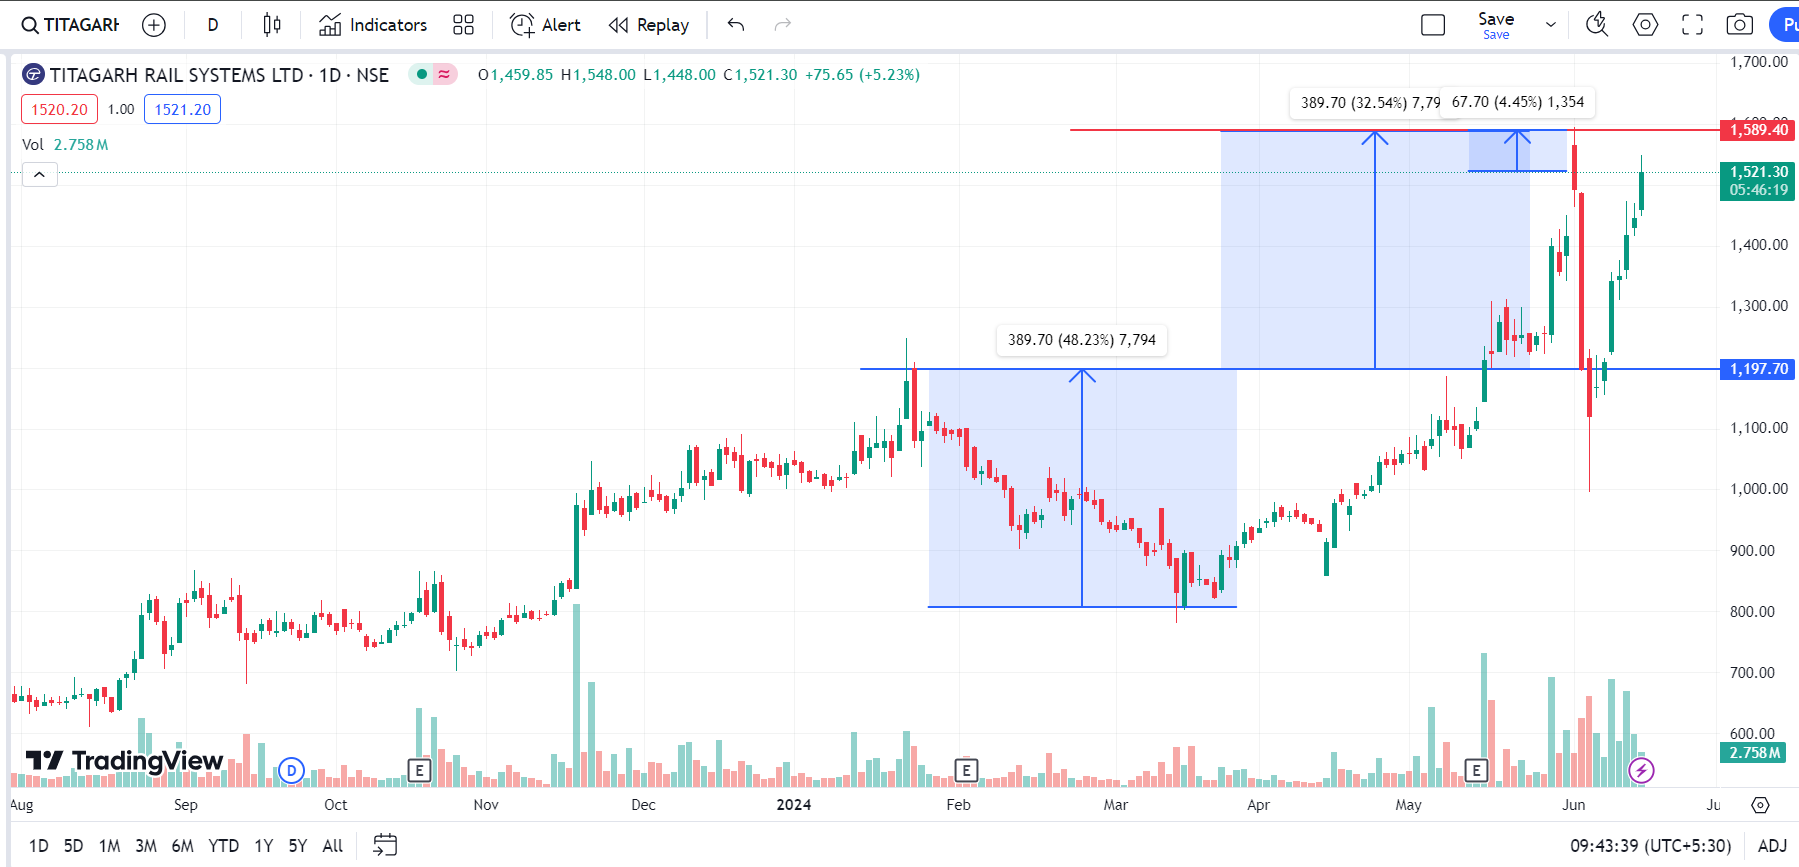 TITAGARH D Indicators Alert Replay Save
Save
TITAGARH RAIL SYSTEMS LTD · 1D · NSE O1,459.85 H1,548.00 L1,448.00 C1,521.30 +75.65 (+5.23%)
1520.20 1.00 1521.20
Vol 2.758M
389.70 (32.54%) 7,79
67.70 (4.45%) 1,354
389.70 (48.23%) 7,794
1,700.00
1,589.40
1,521.30
05:46:19
1,400.00
1,300.00
1,197.70
1,100.00
1,000.00
900.00
800.00
700.00
600.00
2.758M
TradingView
D E E E
Aug Sep Oct Nov Dec 2024 Feb Mar Apr May Jun
1D 5D 1M 3M 6M YTD 1Y 5Y All 09:43:39 (UTC+5:30) ADJ